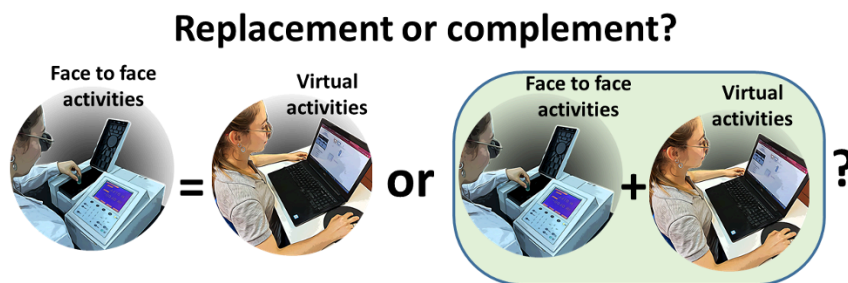 Replacement or complement?
Face to face
activities
=
Virtual
activities
or
Face to face
activities
+
Virtual
activities
?